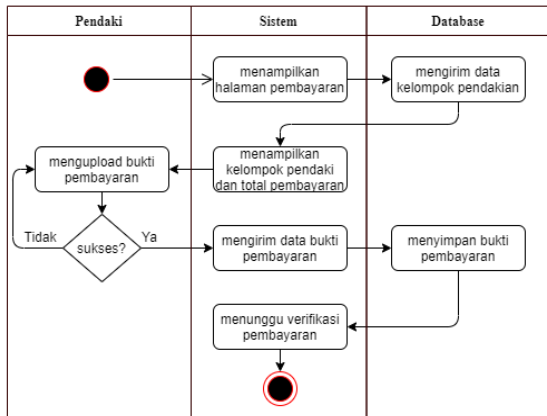 Pendaki
Sistem
Database
menampilkan
halaman pembayaran
mengirim data
kelompok pendakian
mengupload bukti
pembayaran
menampilkan
kelompok pendaki
dan total pembayaran
Tidak
sukses?
Ya
mengirim data bukti
pembayaran
menyimpan bukti
pembayaran
menunggu verifikasi
pembayaran